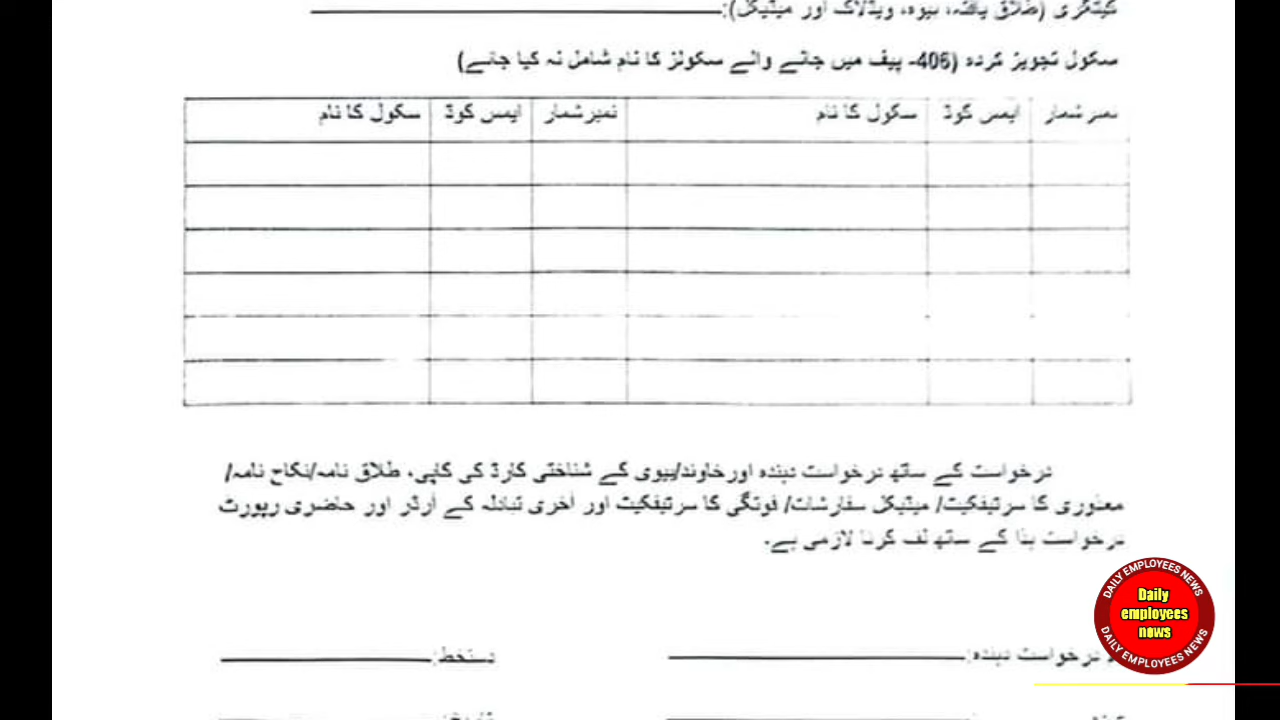 کیٹگری (طلاق یافتہ، بیوہ، ویڈلاک اور میڈیکل):
سکول تجویز کردہ (406- پیف میں جانے والے سکولز کا نام شامل نہ کیا جائے)
نمبر شمار ایمس کوڈ سکول کا نام نمبر شمار ایمس کوڈ سکول کا نام
درخواست کے ساتھ درخواست دہندہ اور خاوند/بیوی کے شناختی کارڈ کی کاپی، طلاق نامہ/نکاح نامہ/
معذوری کا سرٹیفکیٹ/ میڈیکل سفارشات/ فوتگی کا سرٹیفکیٹ اور آخری تبادلہ کے آرڈر اور حاضری رپورٹ
درخواست ہذا کے ساتھ لف کرنا لازمی ہے۔
درخواست دہندہ: دستخط:
DAILY EMPLOYEES NEWS
Daily
employees
news
DAILY EMPLOYEES NEWS